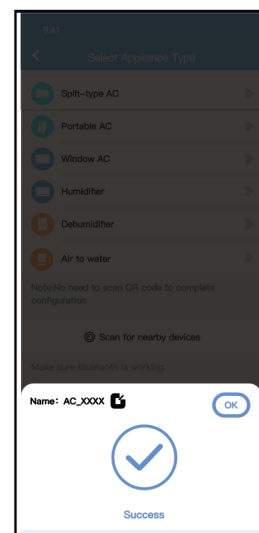 9:41
Select Appliance Type
Split-type AC
Portable AC
Window AC
Humidifier
Dehumidifier
Air to water
Note:No need to scan QR code to complete
configuration
Scan for nearby devices
Make sure Bluetooth is working.
Name: AC_XXXX
OK
Success